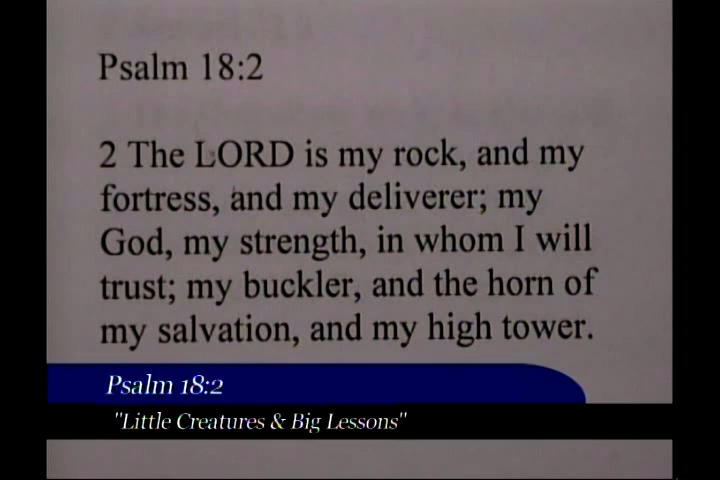 Psalm 18:2
2 The LORD is my rock, and my
fortress, and my deliverer; my
God, my strength, in whom I will
trust; my buckler, and the horn of
my salvation, and my high tower.
Psalm 18:2
"Little Creatures & Big Lessons"